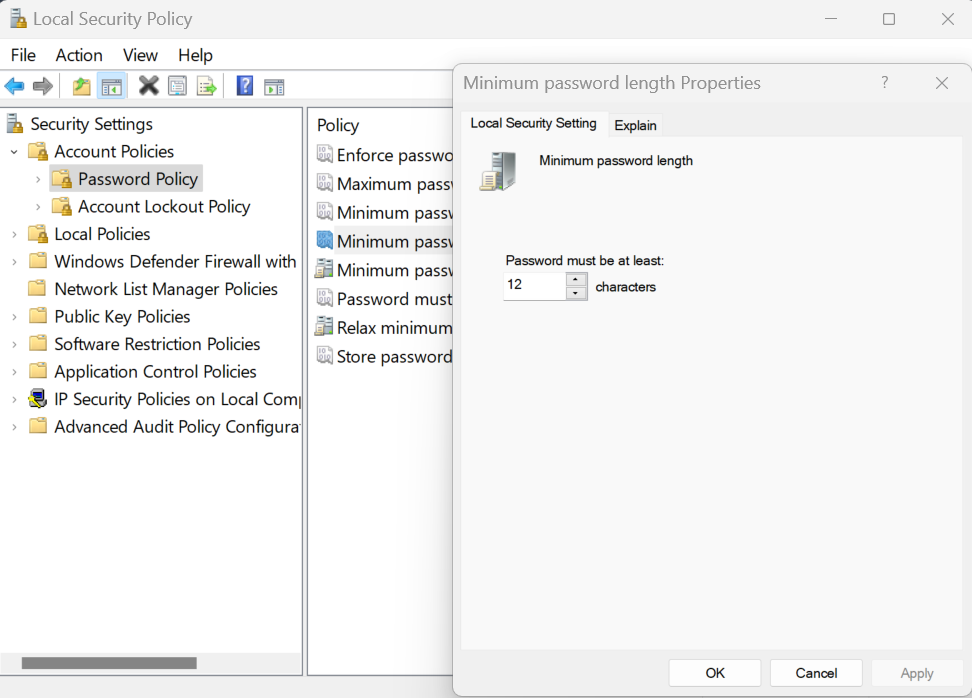 Local Security Policy
File Action View Help
Security Settings
Account Policies
Password Policy
Account Lockout Policy
Local Policies
Windows Defender Firewall with
Network List Manager Policies
Public Key Policies
Software Restriction Policies
Application Control Policies
IP Security Policies on Local Comp
Advanced Audit Policy Configura
Policy
Enforce passwo
Maximum pass
Minimum passw
Minimum passw
Minimum passw
Password must
Relax minimum
Store password
Minimum password length Properties
Local Security Setting Explain
Minimum password length
Password must be at least:
12 characters
OK Cancel Apply